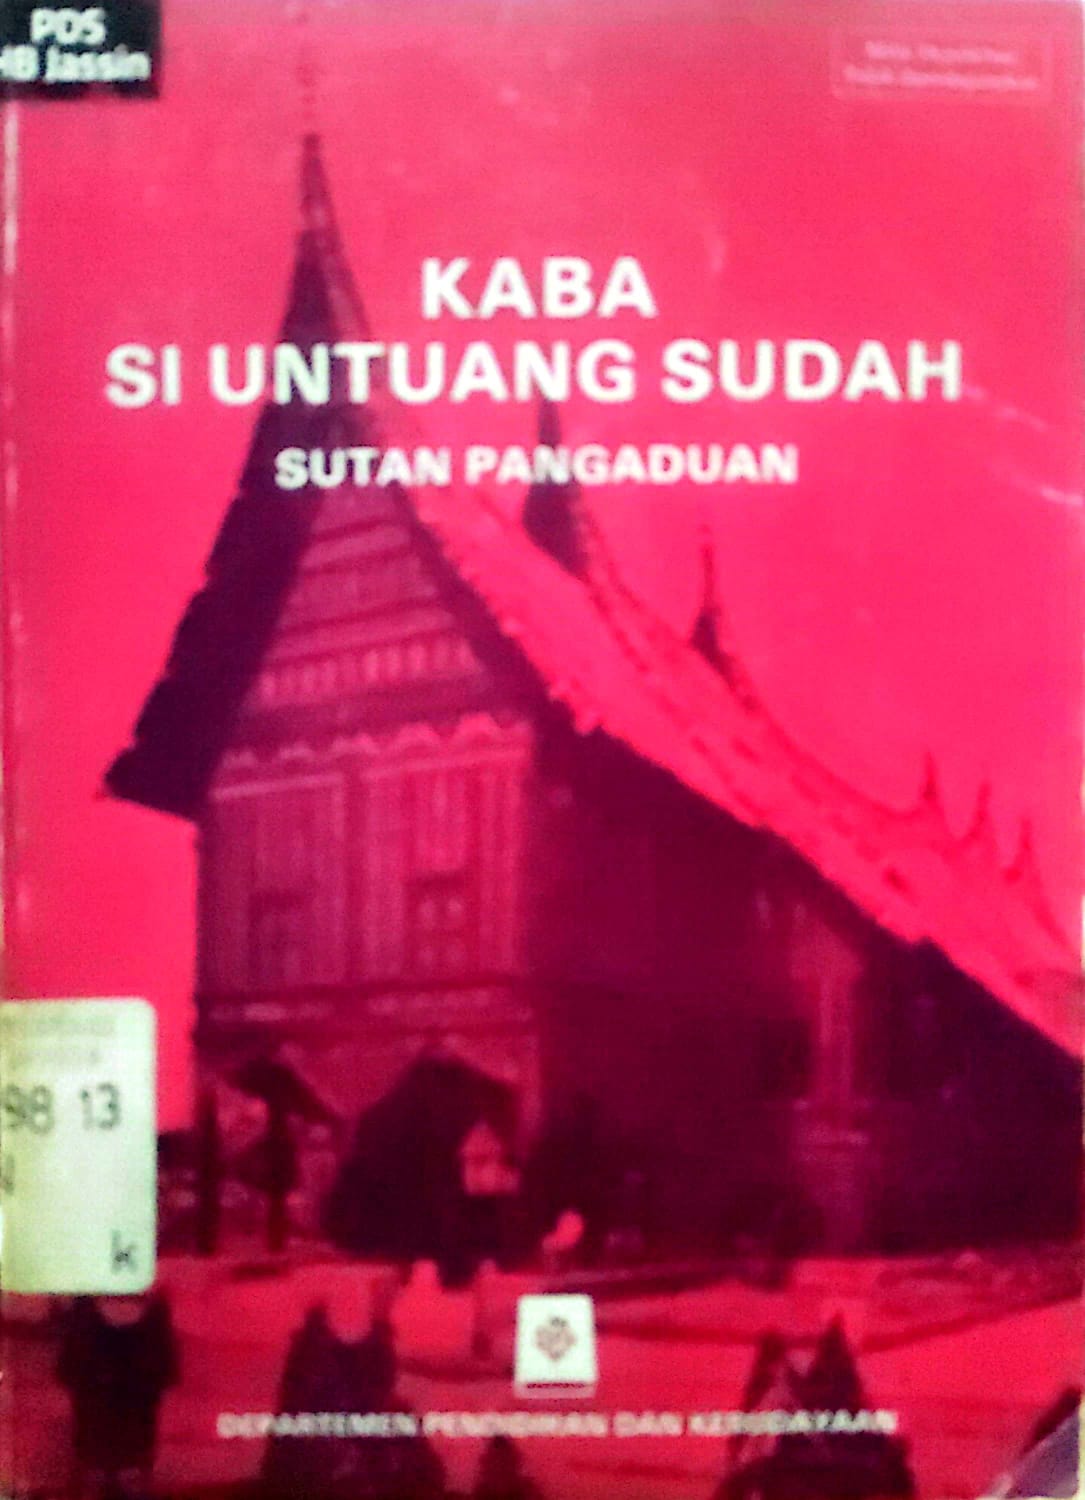 PDS
HB Jassin
KABA
SI UNTUANG SUDAH
SUTAN PANGADUAN
98 13
k
DEPARTEMEN PENDIDIKAN DAN KEBUDAYAAN